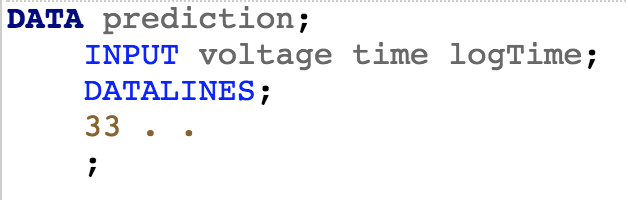 DATA prediction;
INPUT voltage time logTime;
DATALINES;
33 . .
;